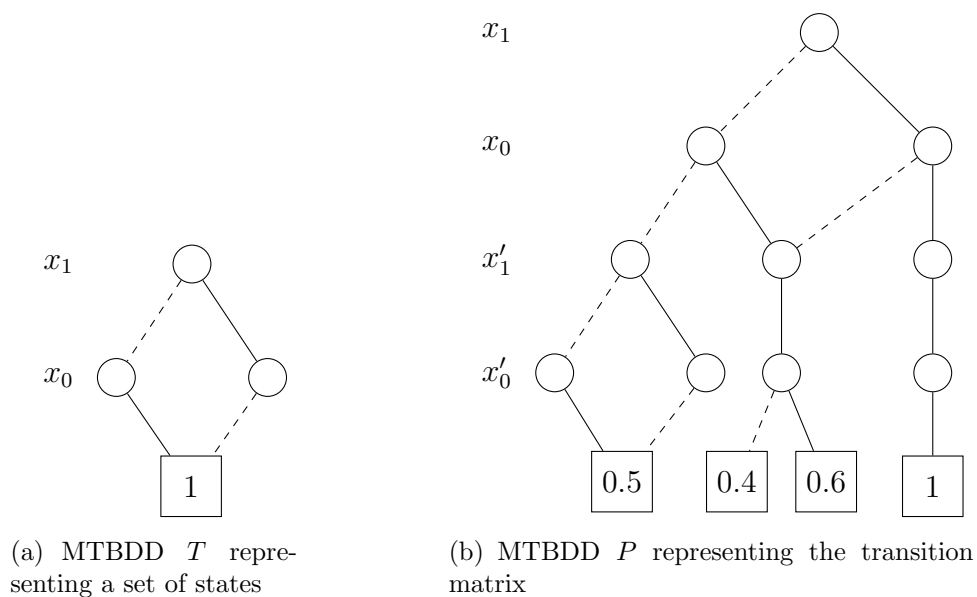 x₁
x₀
x′₁
x′₀
0.5
0.4
0.6
1
x₁
x₀
1
(a) MTBDD T repre-
senting a set of states
(b) MTBDD P representing the transition
matrix